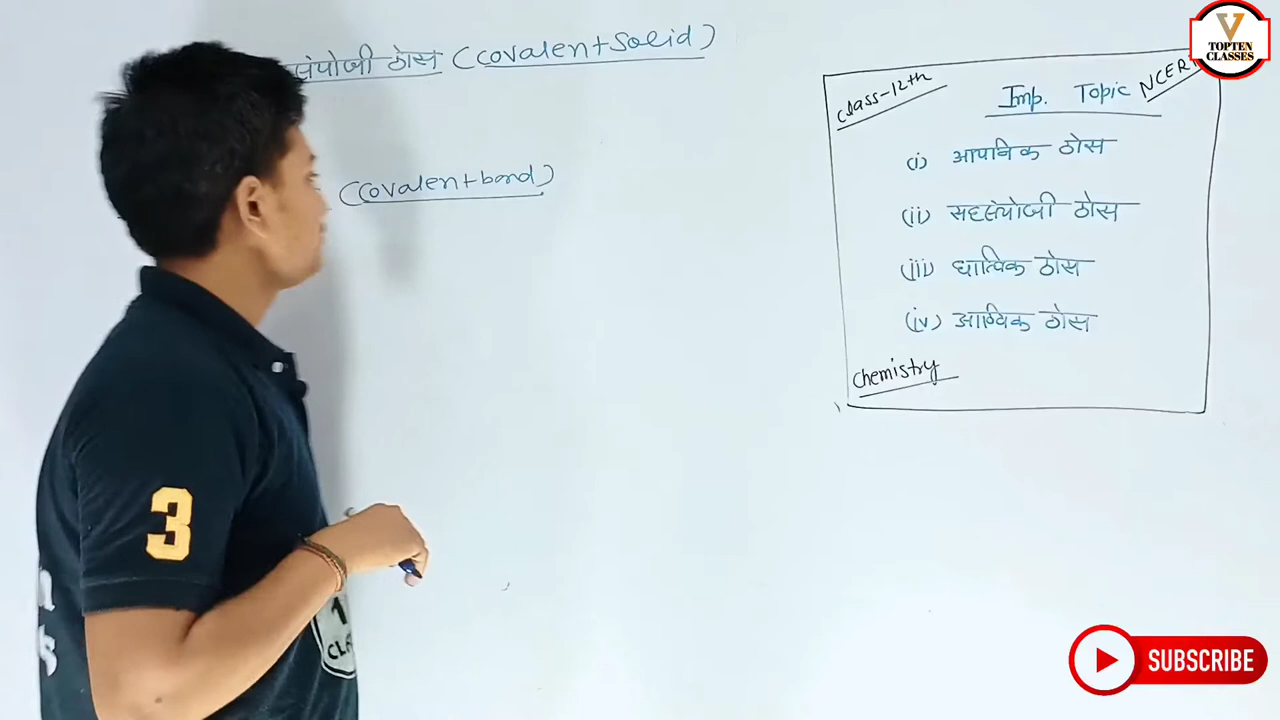 संयोजी ठोस (Covalent Solid)
(Covalent bond)
Class-12th
Imp. Topic
NCERT
(i) आयनिक ठोस
(ii) सहसंयोजी ठोस
(iii) धात्विक ठोस
(iv) आण्विक ठोस
Chemistry
V
TOPTEN
CLASSES
3
SUBSCRIBE